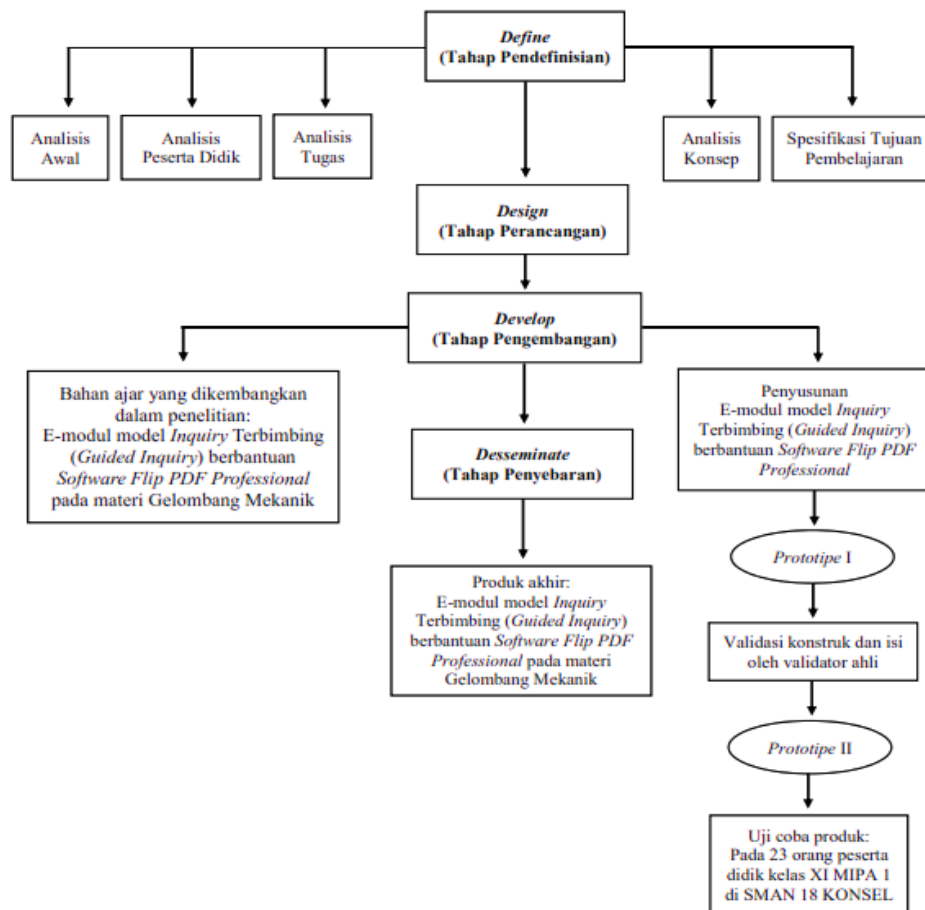 Define
(Tahap Pendefinisian)
Analisis
Awal
Analisis
Peserta Didik
Analisis
Tugas
Analisis
Konsep
Spesifikasi Tujuan
Pembelajaran
Design
(Tahap Perancangan)
Develop
(Tahap Pengembangan)
Bahan ajar yang dikembangkan
dalam penelitian:
E-modul model Inquiry Terbimbing
(Guided Inquiry) berbantuan
Software Flip PDF Professional
pada materi Gelombang Mekanik
Desseminate
(Tahap Penyebaran)
Produk akhir:
E-modul model Inquiry
Terbimbing (Guided Inquiry)
berbantuan Software Flip PDF
Professional pada materi
Gelombang Mekanik
Penyusunan
E-modul model Inquiry
Terbimbing (Guided Inquiry)
berbantuan Software Flip PDF
Professional
Prototipe I
Validasi konstruk dan isi
oleh validator ahli
Prototipe II
Uji coba produk:
Pada 23 orang peserta
didik kelas XI MIPA 1
di SMAN 18 KONSEL